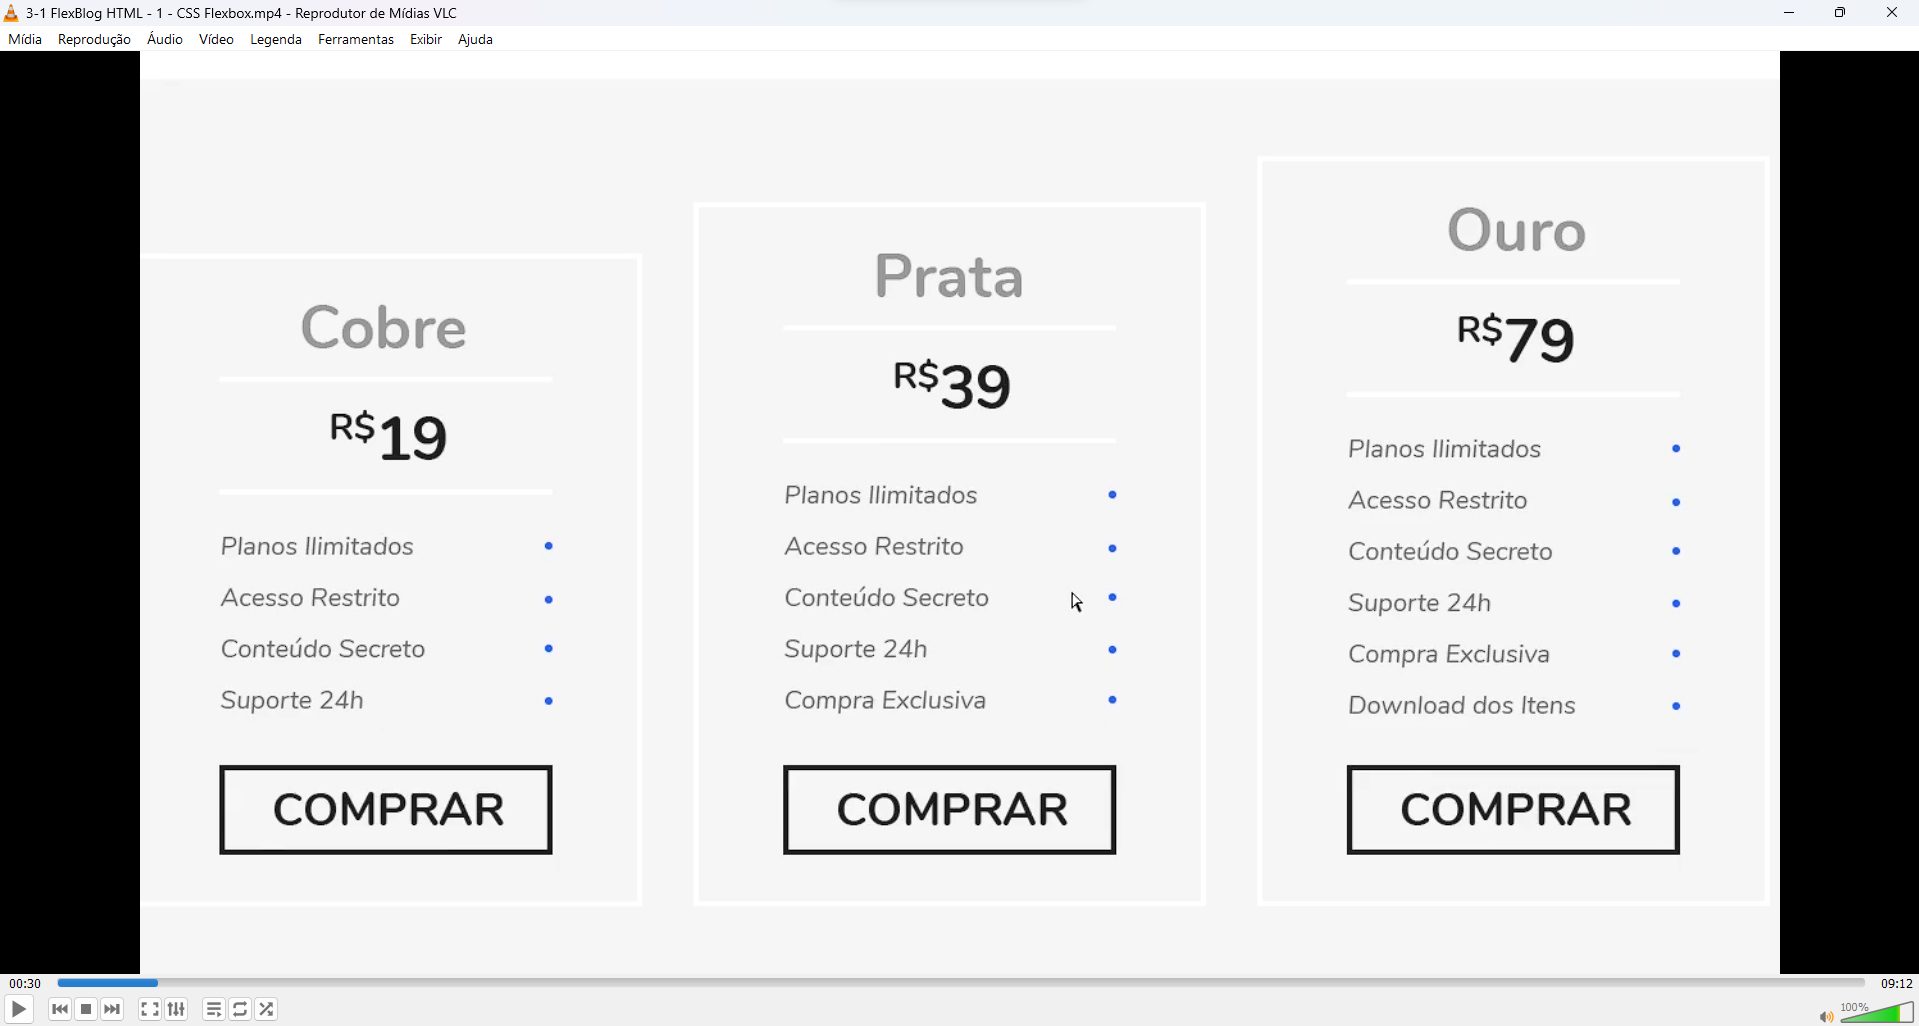 3-1 FlexBlog HTML - 1 - CSS Flexbox.mp4 - Reprodutor de Mídias VLC
Mídia Reprodução Áudio Vídeo Legenda Ferramentas Exibir Ajuda
Cobre
R$19
Planos Ilimitados
Acesso Restrito
Conteúdo Secreto
Suporte 24h
COMPRAR
Prata
R$39
Planos Ilimitados
Acesso Restrito
Conteúdo Secreto
Suporte 24h
Compra Exclusiva
COMPRAR
Ouro
R$79
Planos Ilimitados
Acesso Restrito
Conteúdo Secreto
Suporte 24h
Compra Exclusiva
Download dos Itens
COMPRAR
00:30
09:12
100%